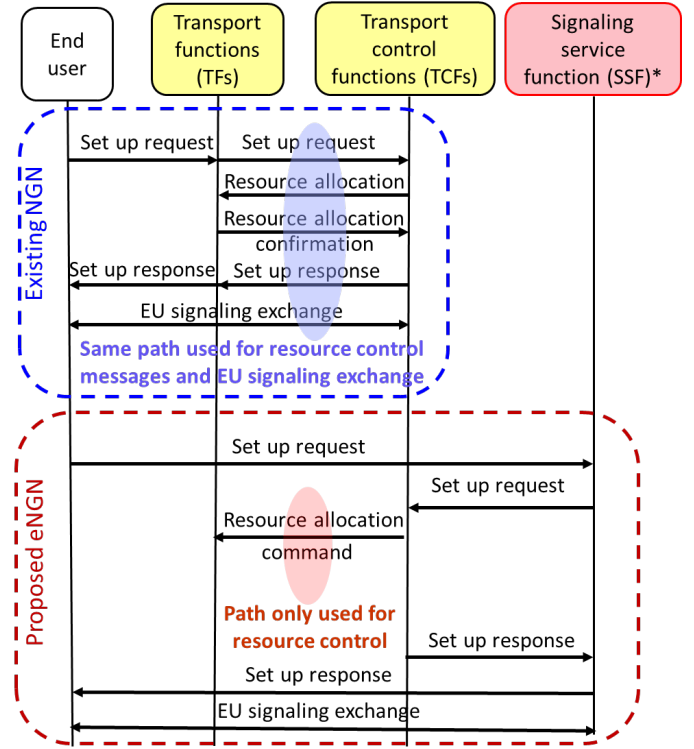 End
user
Transport
functions
(TFs)
Transport
control
functions (TCFs)
Signaling
service
function (SSF)*
Existing NGN
Set up request
Set up request
Resource allocation
Resource allocation
confirmation
Set up response
Set up response
EU signaling exchange
Same path used for resource control
messages and EU signaling exchange
Proposed eNGN
Set up request
Set up request
Resource allocation
command
Path only used for
resource control
Set up response
Set up response
EU signaling exchange